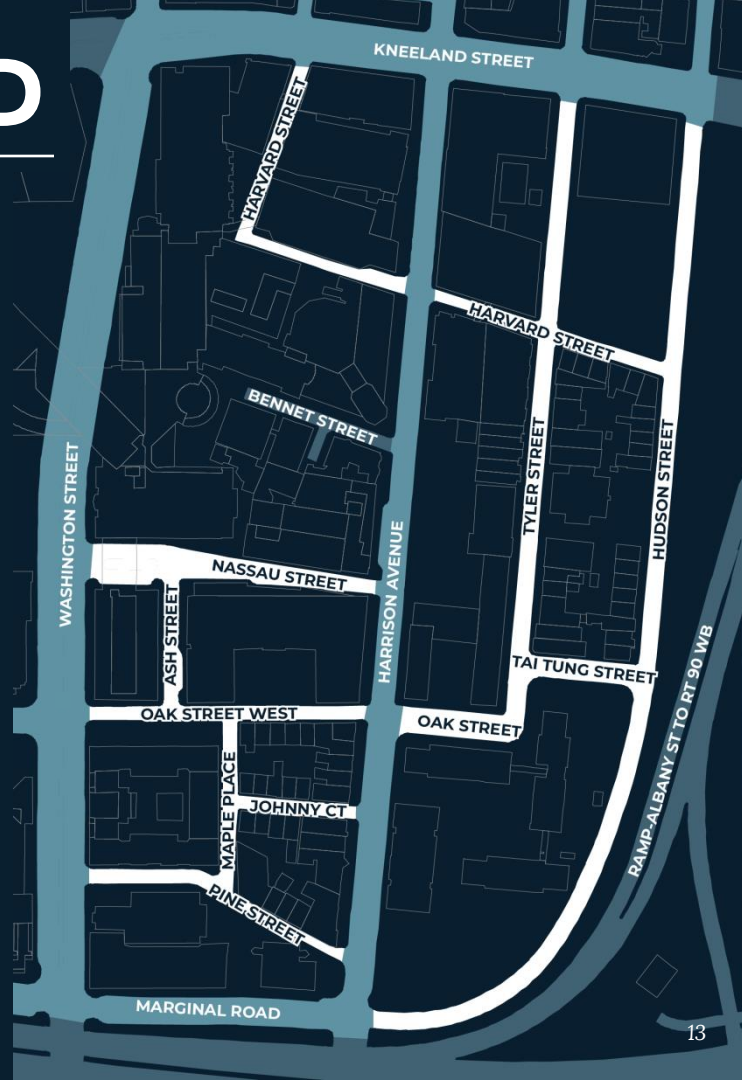 D
KNEELAND STREET
HARVARD STREET
HARVARD STREET
BENNET STREET
WASHINGTON STREET
TYLER STREET
HUDSON STREET
HARRISON AVENUE
NASSAU STREET
ASH STREET
TAI TUNG STREET
OAK STREET WEST
OAK STREET
RAMP-ALBANY ST TO RT 90 WB
MAPLE PLACE
JOHNNY CT
PINE STREET
MARGINAL ROAD
13